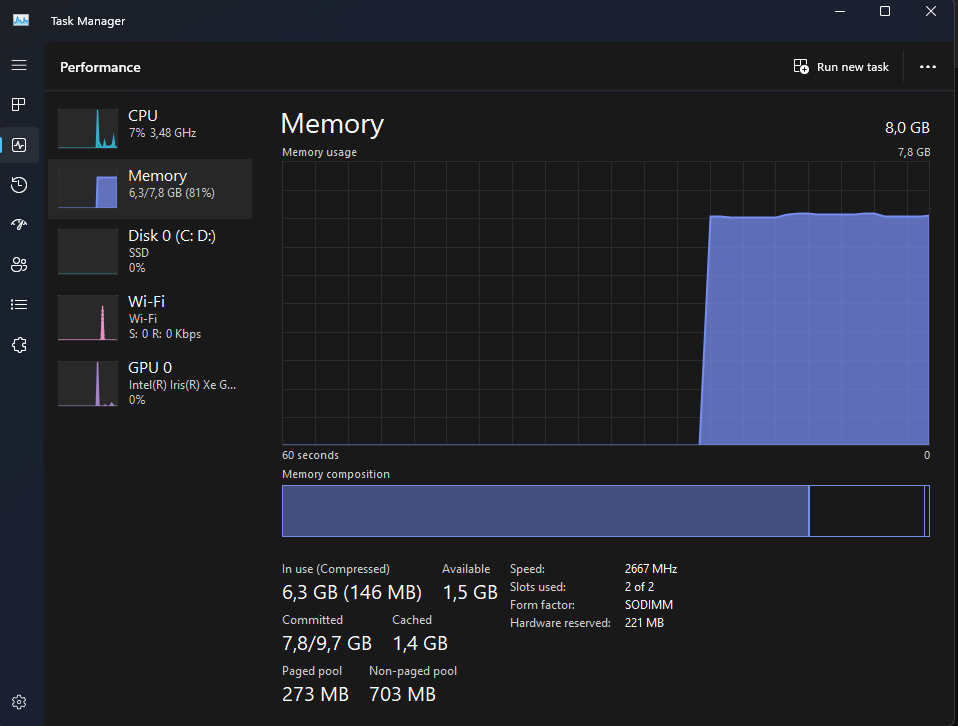 Task Manager
Performance
Run new task
CPU
7% 3,48 GHz
Memory
6,3/7,8 GB (81%)
Disk 0 (C: D:)
SSD
0%
Wi-Fi
Wi-Fi
S: 0 R: 0 Kbps
GPU 0
Intel(R) Iris(R) Xe G...
0%
Memory
8,0 GB
Memory usage
7,8 GB
60 seconds
0
Memory composition
In use (Compressed)
6,3 GB (146 MB)
Available
1,5 GB
Committed
7,8/9,7 GB
Cached
1,4 GB
Paged pool
273 MB
Non-paged pool
703 MB
Speed: 2667 MHz
Slots used: 2 of 2
Form factor: SODIMM
Hardware reserved: 221 MB